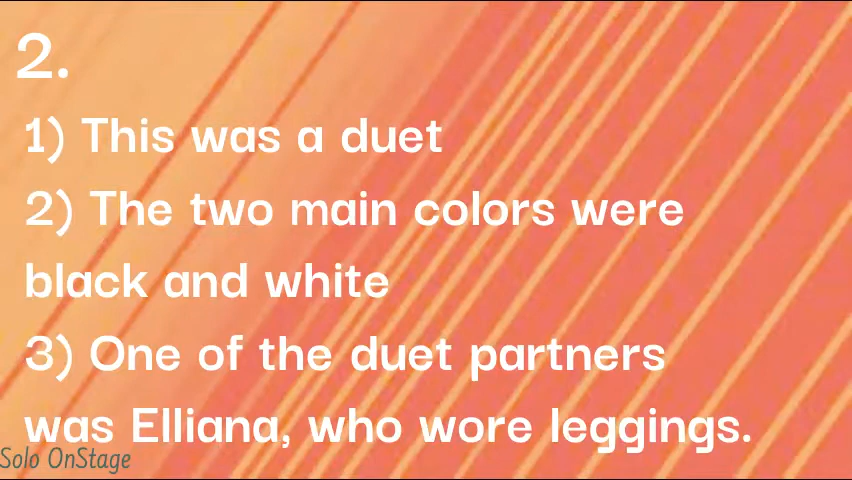 2.
1) This was a duet
2) The two main colors were
black and white
3) One of the duet partners
was Elliana, who wore leggings.
Solo OnStage